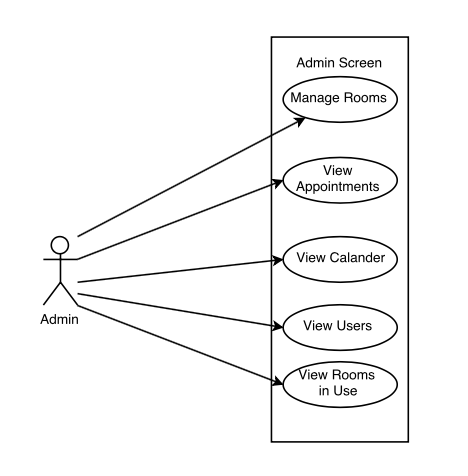 Admin Screen
Manage Rooms
View
Appointments
View Calander
View Users
View Rooms
in Use
Admin